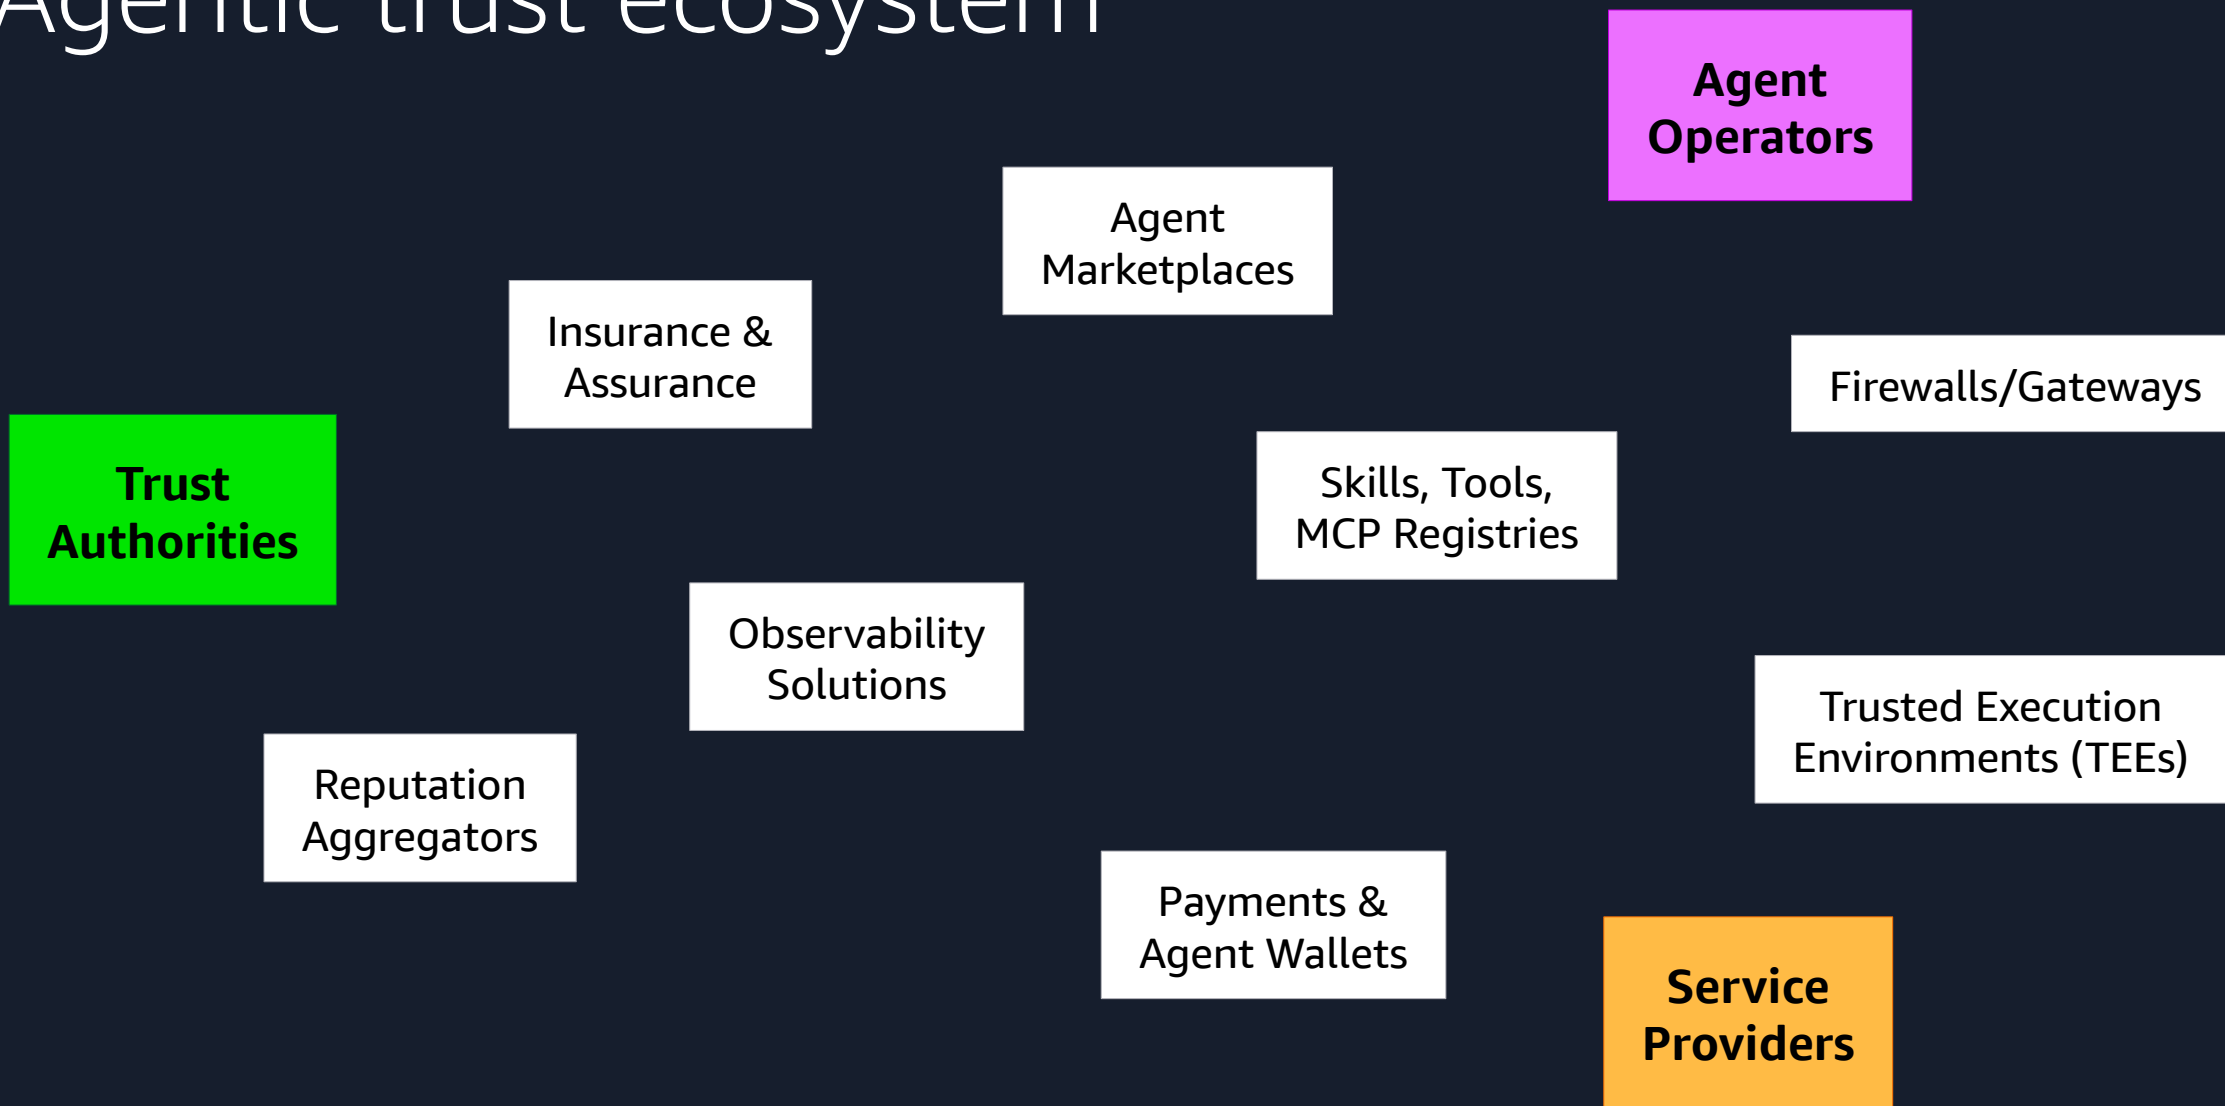 Agentic trust ecosystem
Agent
Operators
Agent
Marketplaces
Insurance &
Assurance
Firewalls/Gateways
Trust
Authorities
Skills, Tools,
MCP Registries
Observability
Solutions
Trusted Execution
Environments (TEEs)
Reputation
Aggregators
Payments &
Agent Wallets
Service
Providers